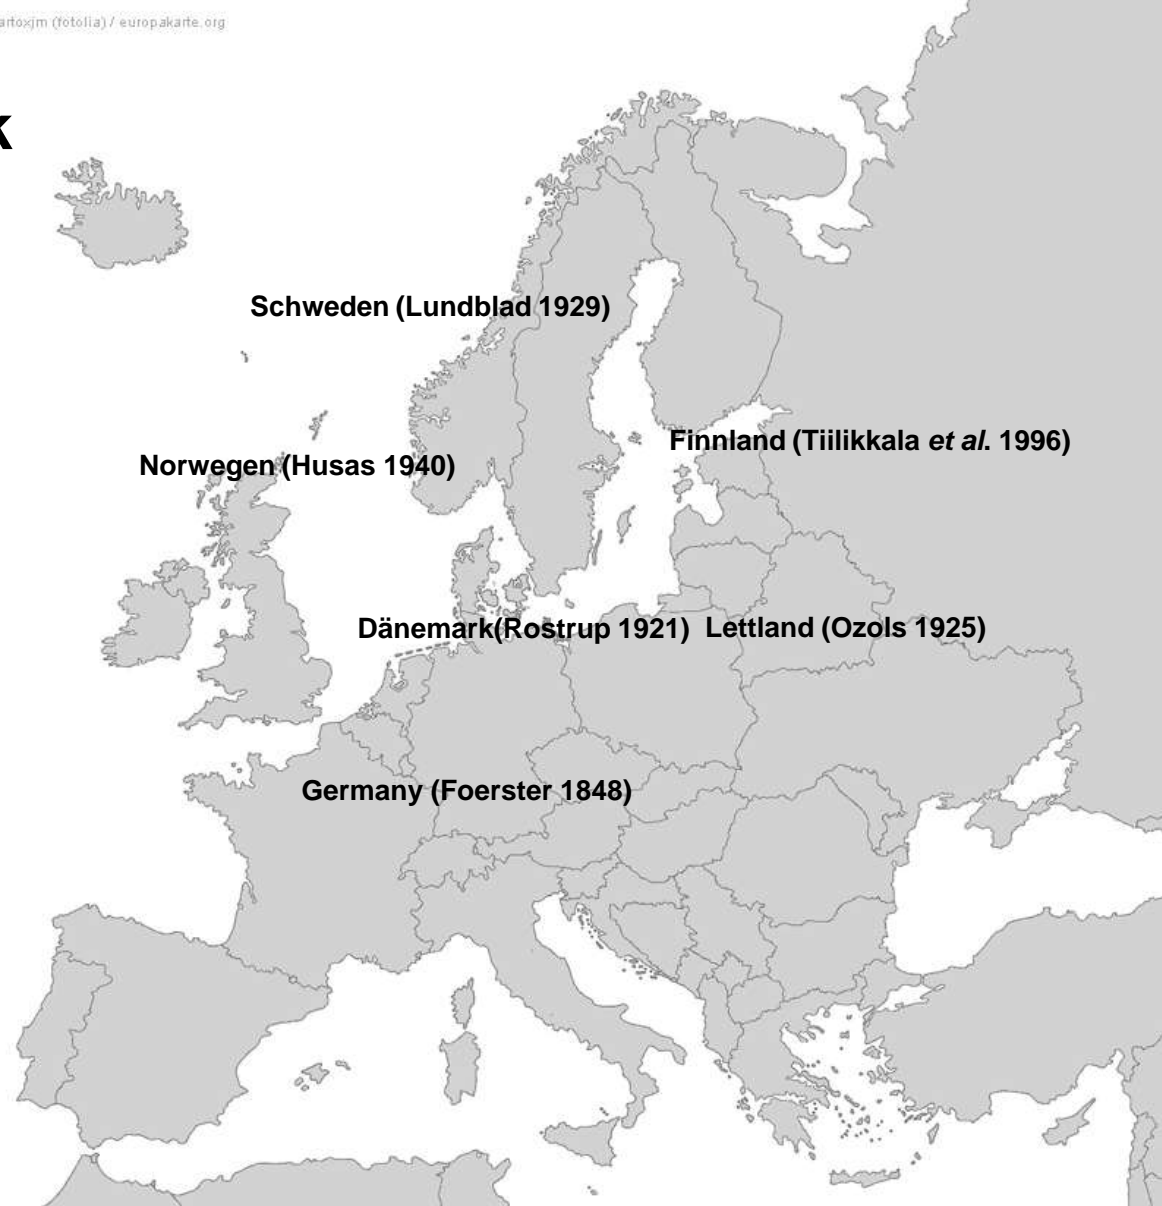 artoxjm (fotolia) / europakarte.org
k
Schweden (Lundblad 1929)
Finnland (Tiilikkala et al. 1996)
Norwegen (Husas 1940)
Dänemark(Rostrup 1921)
Lettland (Ozols 1925)
Germany (Foerster 1848)